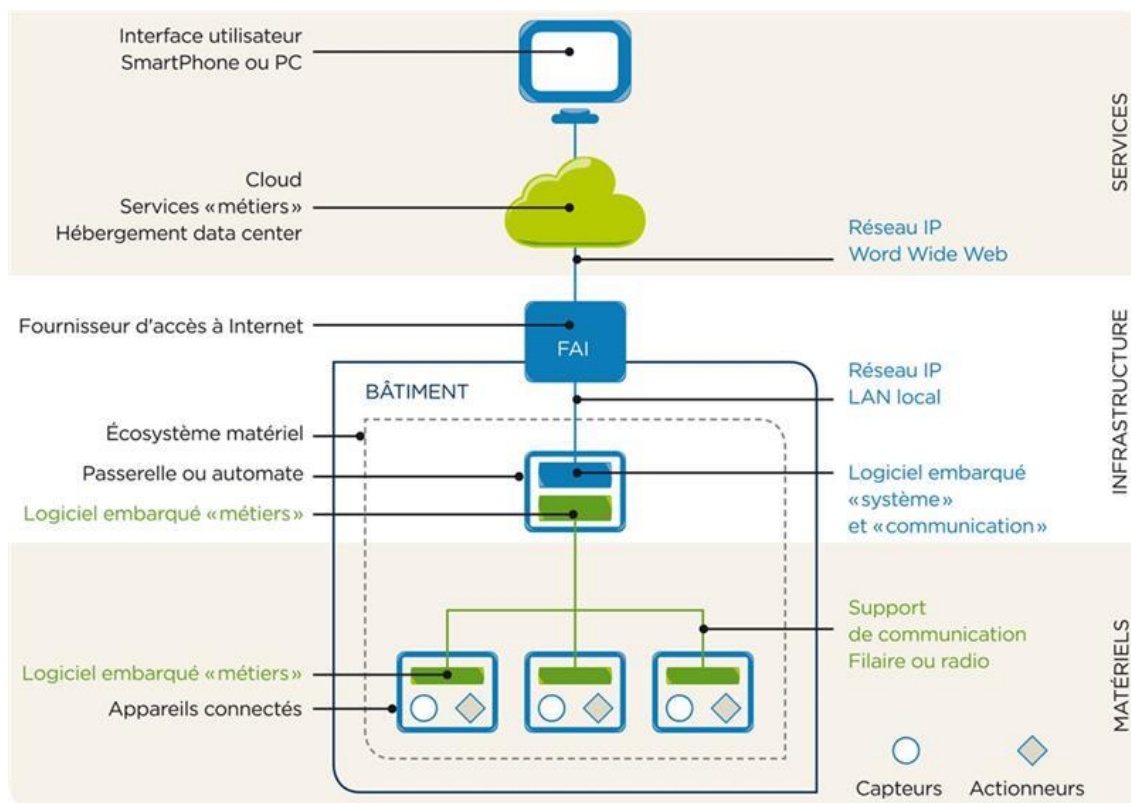 Interface utilisateur
SmartPhone ou PC
Cloud
Services «métiers»
Hébergement data center
Réseau IP
Word Wide Web
SERVICES
Fournisseur d'accès à Internet
FAI
Réseau IP
LAN local
BÂTIMENT
Écosystème matériel
Passerelle ou automate
Logiciel embarqué «métiers»
Logiciel embarqué
«système»
et «communication»
INFRASTRUCTURE
Support
de communication
Filaire ou radio
Logiciel embarqué «métiers»
Appareils connectés
MATÉRIELS
Capteurs
Actionneurs